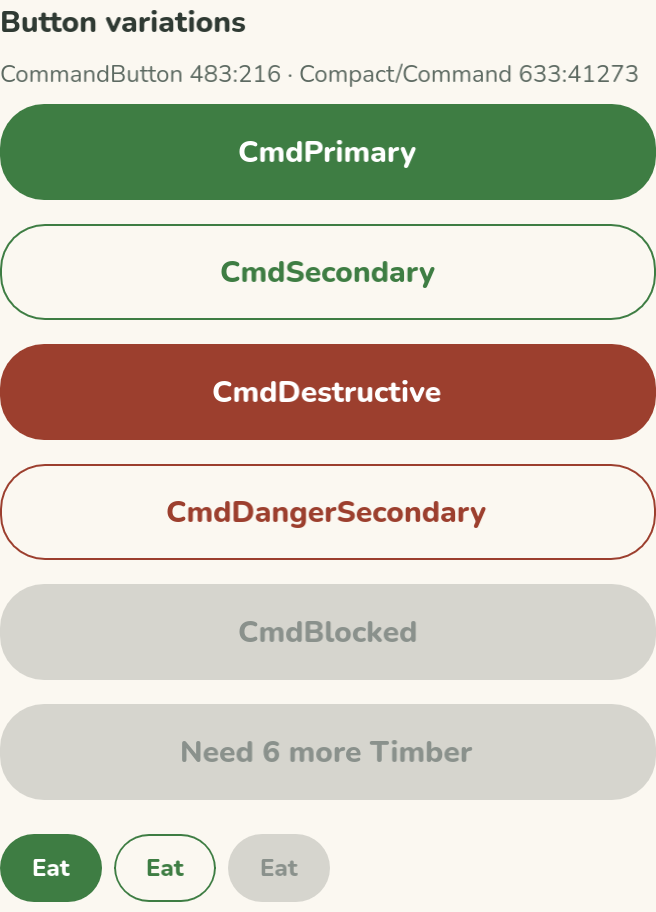 Button variations
CommandButton 483:216 · Compact/Command 633:41273
CmdPrimary
CmdSecondary
CmdDestructive
CmdDangerSecondary
CmdBlocked
Need 6 more Timber
Eat Eat Eat